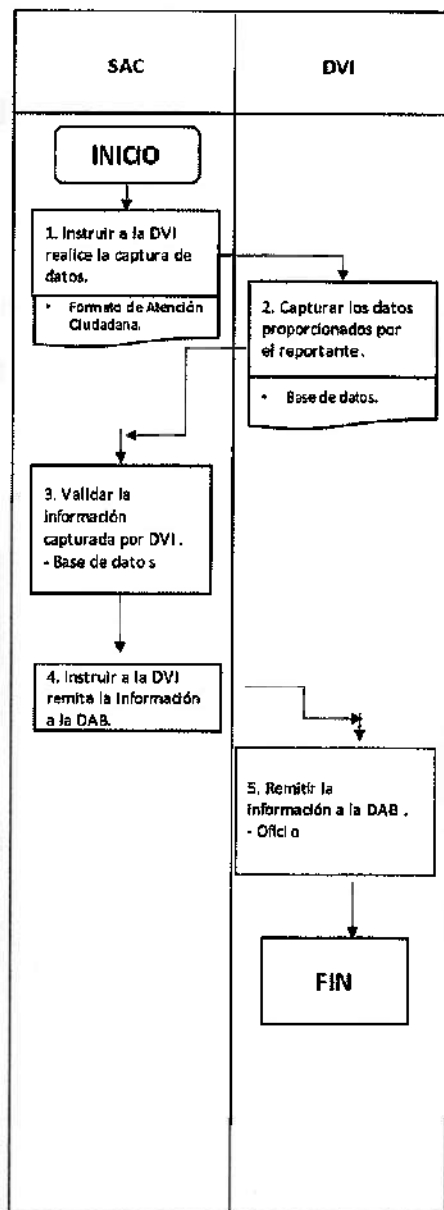 SAC
DVI
INICIO
1. Instruir a la DVI
realice la captura de
datos.
• Formato de Atención
Ciudadana.
2. Capturar los datos
proporcionados por
el reportante.
• Base de datos.
3. Validar la
información
capturada por DVI .
- Base de datos
4. Instruir a la DVI
remita la Información
a la DAB.
5. Remitir la
información a la DAB .
- Oficio
FIN